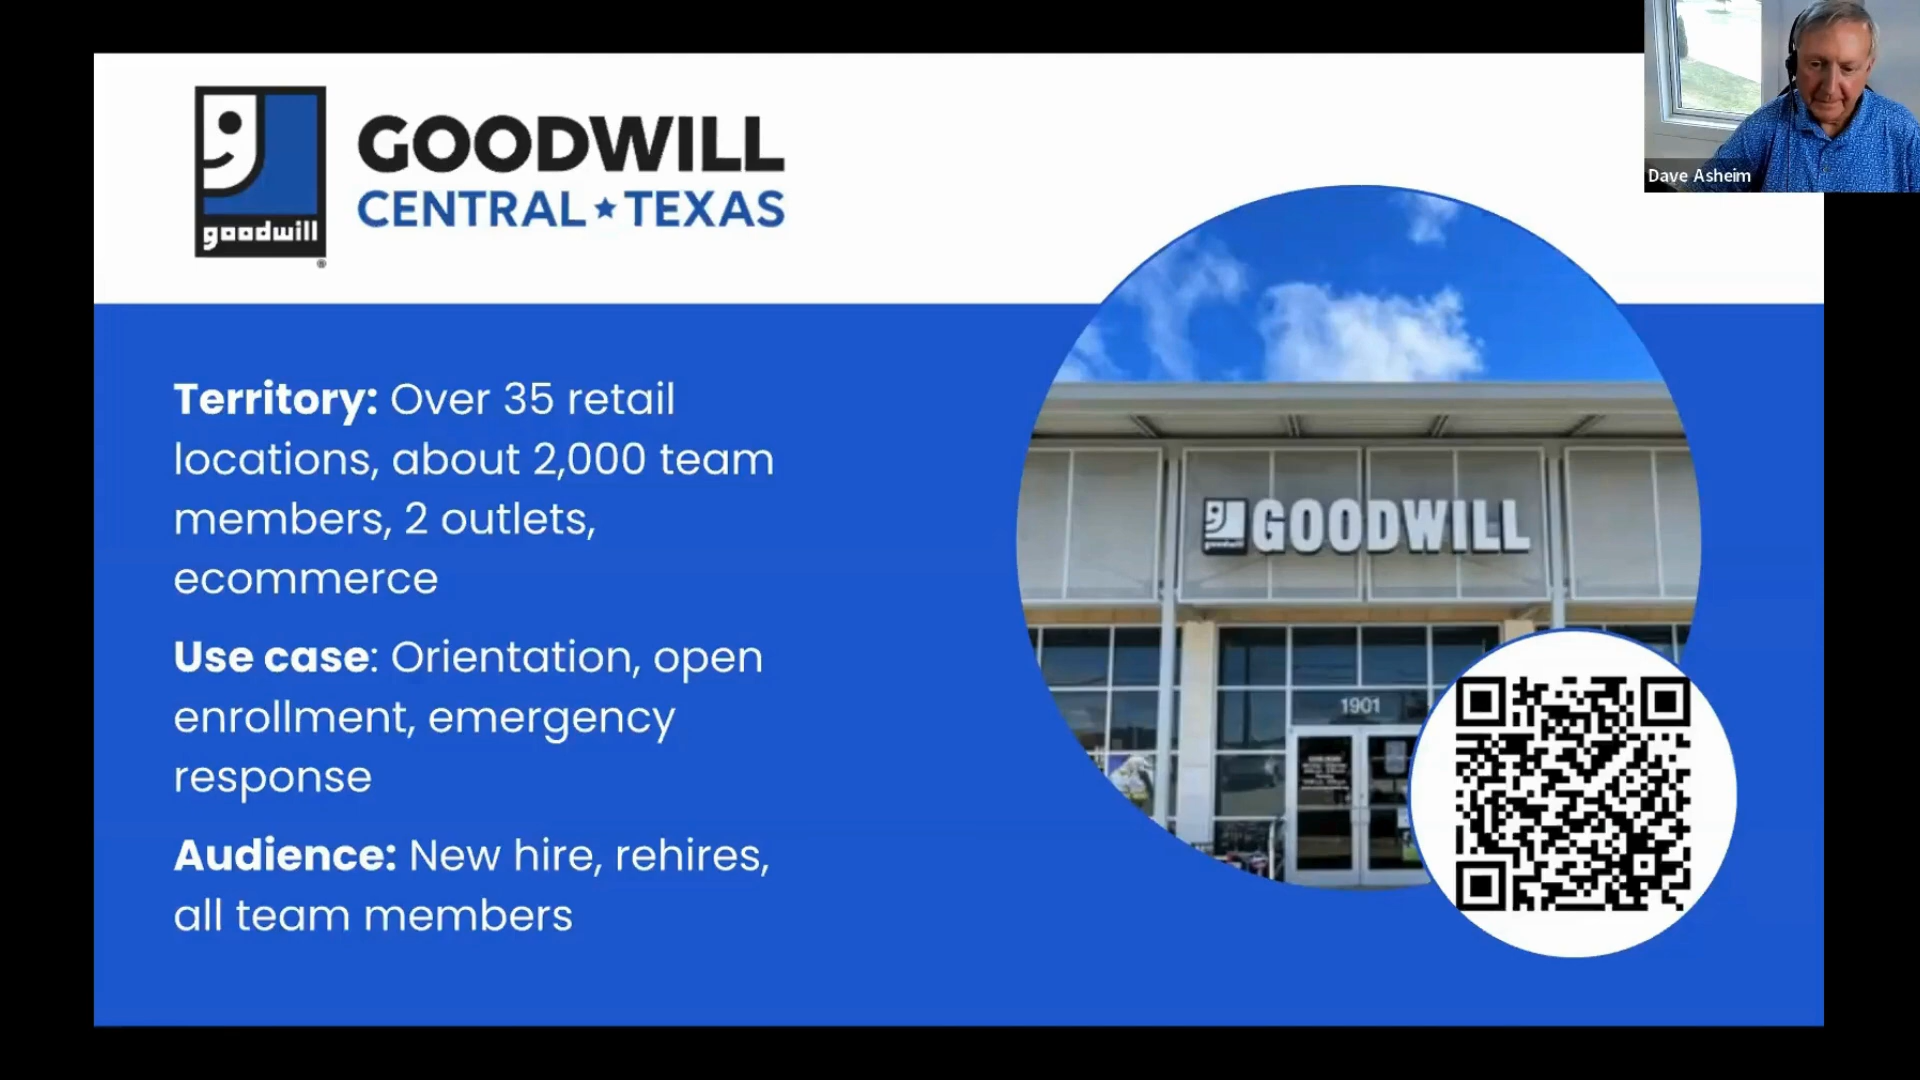 Dave Asheim
GOODWILL
CENTRAL★TEXAS
goodwill
®
Territory: Over 35 retail
locations, about 2,000 team
members, 2 outlets,
ecommerce
Use case: Orientation, open
enrollment, emergency
response
Audience: New hire, rehires,
all team members
GOODWILL
goodwill
1901